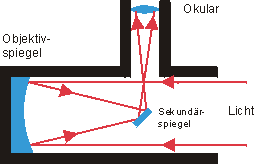 Okular
Objektiv-
spiegel
Sekundär-
spiegel
Licht